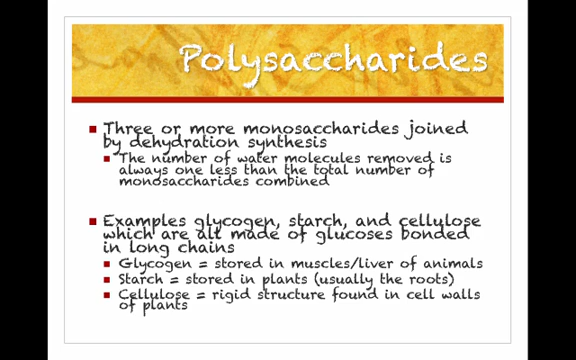 Polysaccharides
Three or more monosaccharides joined
by dehydration synthesis
The number of water molecules removed is
always one less than the total number of
monosaccharides combined
Examples glycogen, starch, and cellulose
which are all made of glucoses bonded
in long chains
Glycogen = stored in muscles/liver of animals
Starch = stored in plants (usually the roots)
Cellulose = rigid structure found in cell walls
of plants